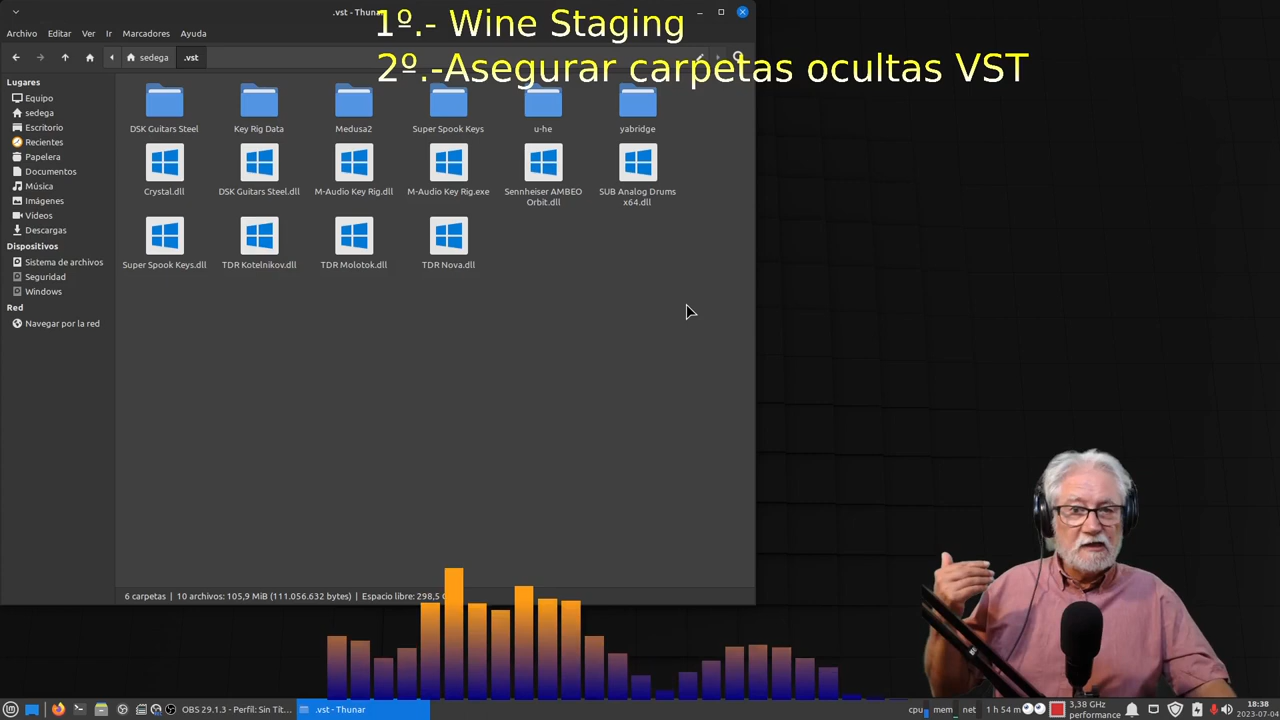 .vst - Thunar
1º.- Wine Staging
Archivo Editar Ver Ir Marcadores Ayuda
sedega .vst
2º.-Asegurar carpetas ocultas VST
Lugares
Equipo
sedega
Escritorio
Recientes
Papelera
Documentos
Música
Imágenes
Vídeos
Descargas
Dispositivos
Sistema de archivos
Seguridad
Windows
Red
Navegar por la red
DSK Guitars Steel Key Rig Data Medusa2 Super Spook Keys u-he yabridge
Crystal.dll DSK Guitars Steel.dll M-Audio Key Rig.dll M-Audio Key Rig.exe Sennheiser AMBEO SUB Analog Drums
Orbit.dll x64.dll
Super Spook Keys.dll TDR Kotelnikov.dll TDR Molotok.dll TDR Nova.dll
6 carpetas | 10 archivos: 105,9 MiB (111.056.632 bytes) | Espacio libre: 298,5
OBS 29.1.3 - Perfil: Sin Tít... .vst - Thunar cpu mem net 1 h 54 m 3,38 GHz 18:38
performance 2023-07-04